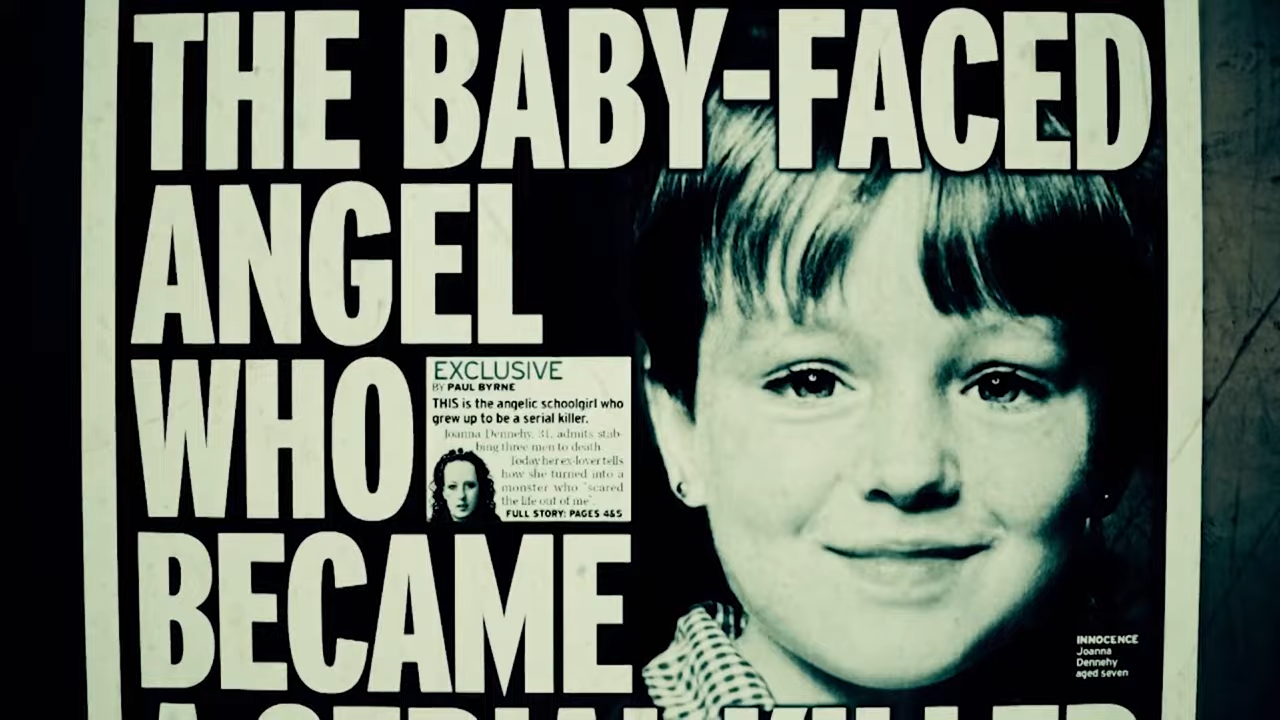 THE BABY-FACED
ANGEL
WHO
EXCLUSIVE
BY PAUL BYRNE
THIS is the angelic schoolgirl who
grew up to be a serial killer.
Joanna Dennehy, 31, admits stab-
bing three men to death.
Today her ex-lover tells
how she turned into a
monster who "scared
the life out of me".
FULL STORY: PAGES 4&5
BECAME
A SERIAL KILLER
INNOCENCE
Joanna
Dennehy
aged seven